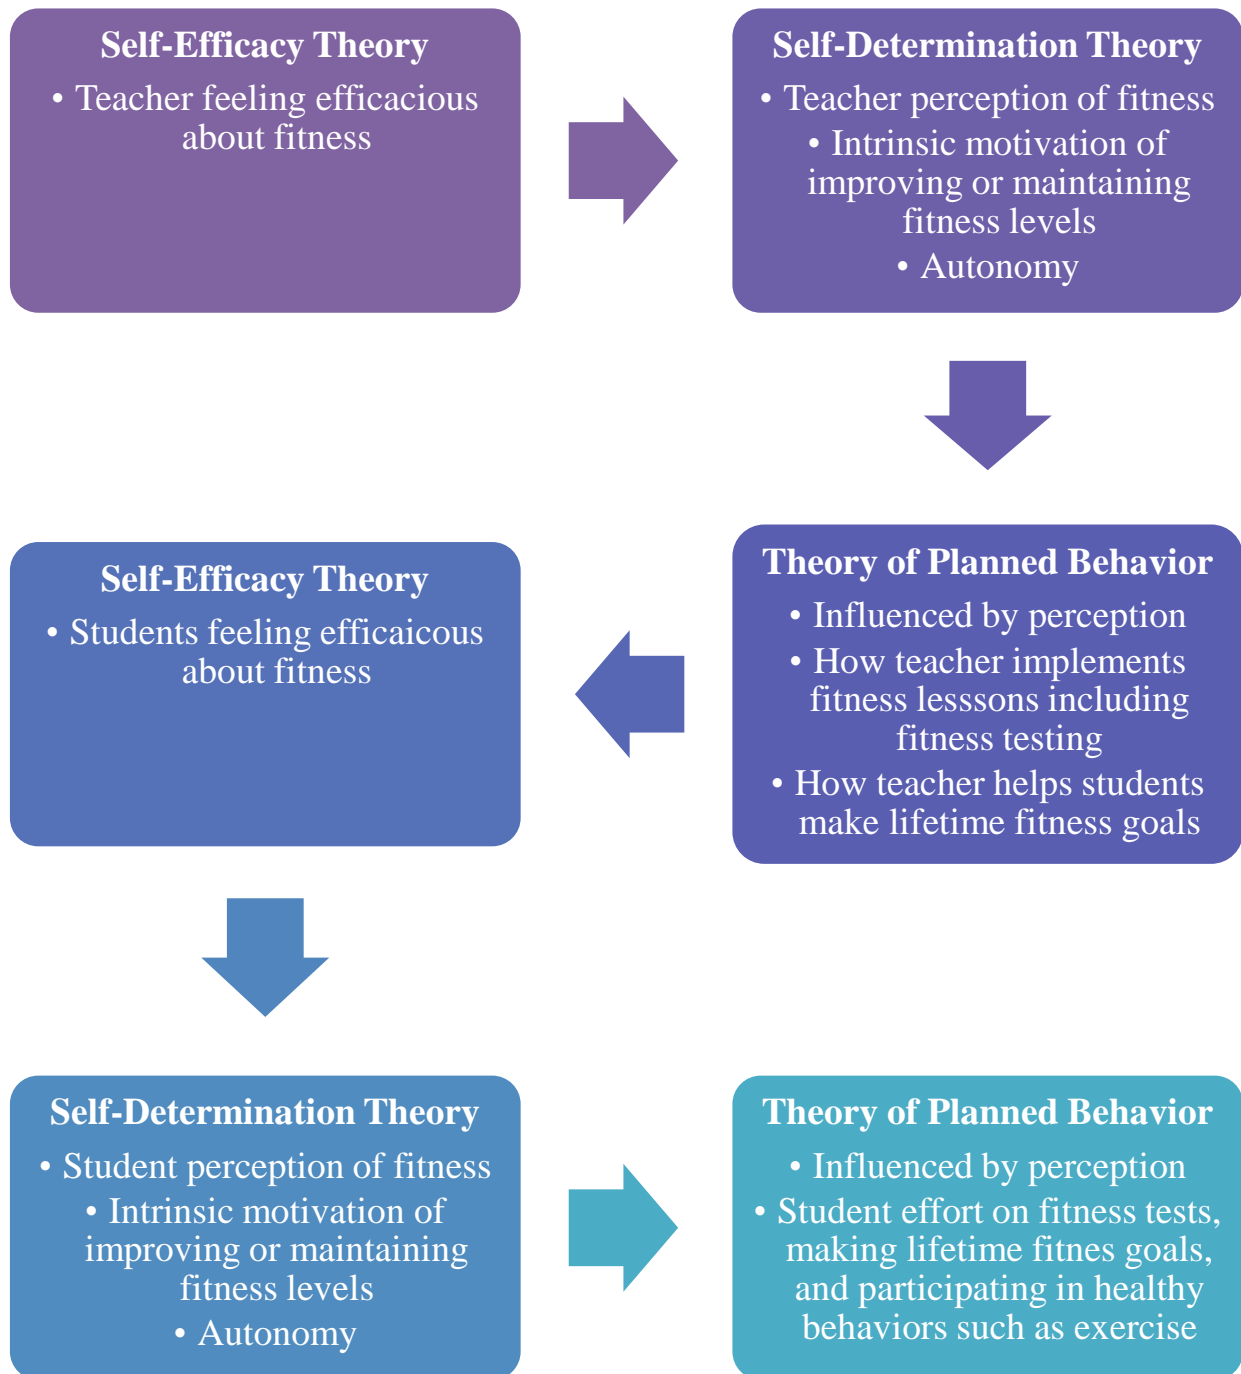 Self-Efficacy Theory
• Teacher feeling efficacious
about fitness
Self-Determination Theory
• Teacher perception of fitness
• Intrinsic motivation of
improving or maintaining
fitness levels
• Autonomy
Theory of Planned Behavior
• Influenced by perception
• How teacher implements
fitness lesssons including
fitness testing
• How teacher helps students
make lifetime fitness goals
Self-Efficacy Theory
• Students feeling efficaicous
about fitness
Self-Determination Theory
• Student perception of fitness
• Intrinsic motivation of
improving or maintaining
fitness levels
• Autonomy
Theory of Planned Behavior
• Influenced by perception
• Student effort on fitness tests,
making lifetime fitnes goals,
and participating in healthy
behaviors such as exercise